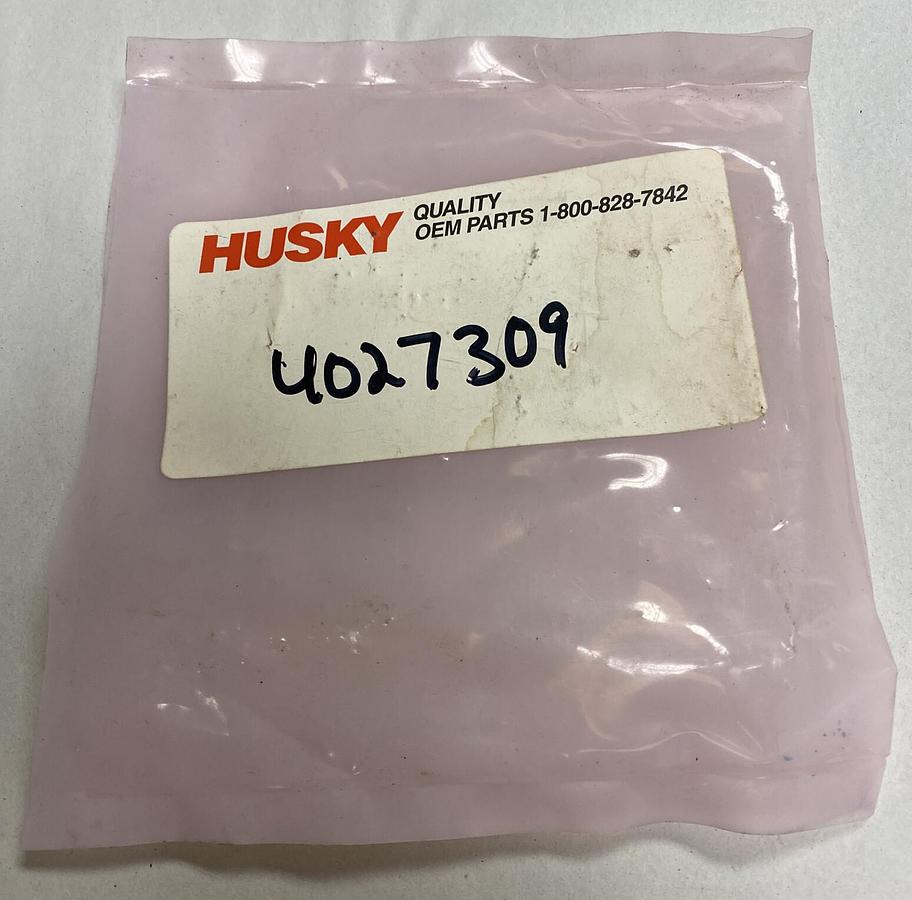 HUSKY
QUALITY
OEM PARTS 1-800-828-7842
4027309